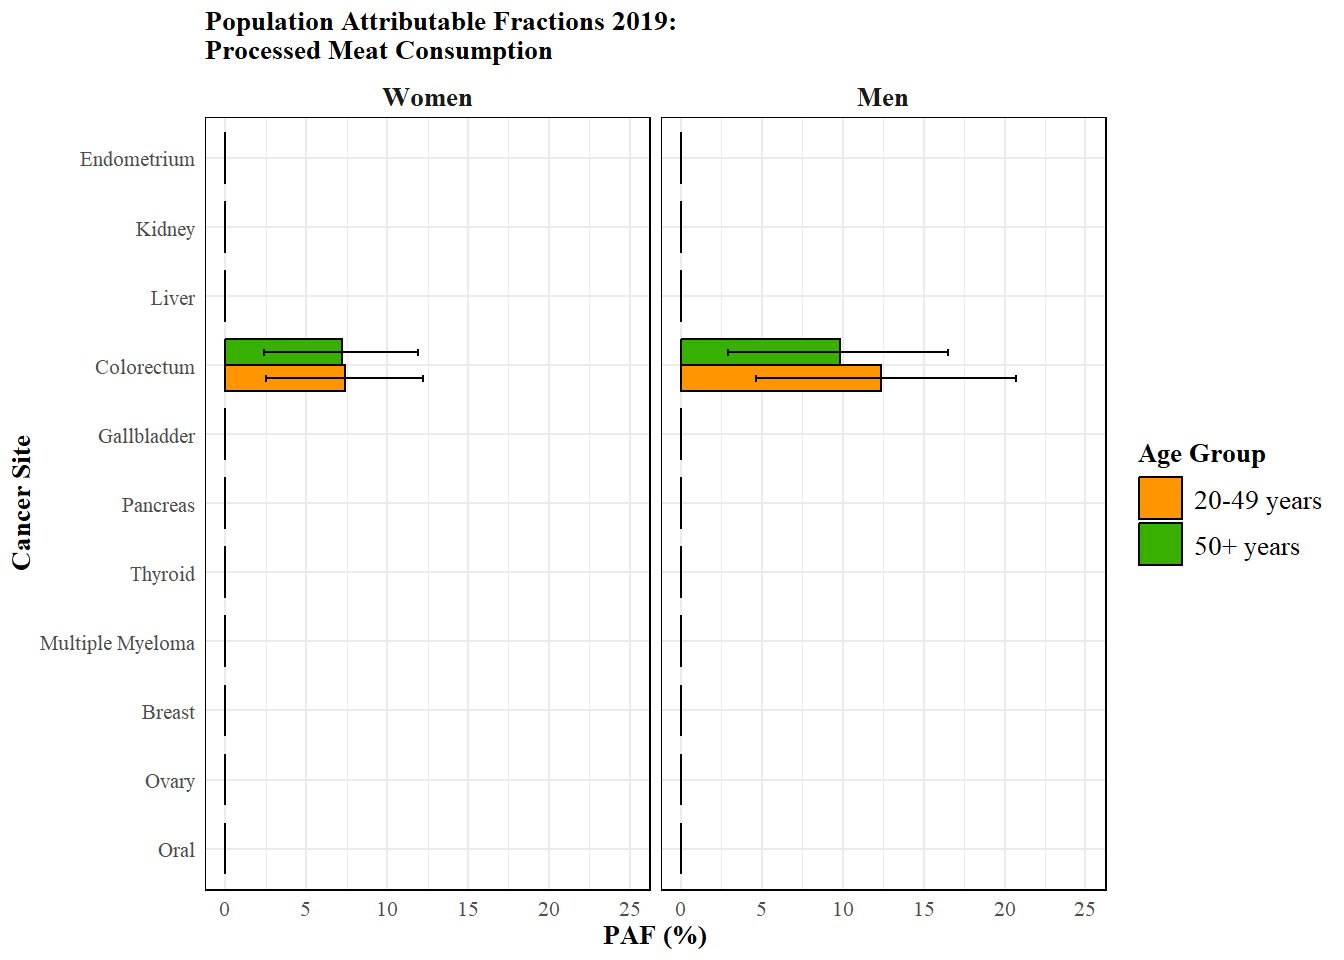 Population Attributable Fractions 2019:
Processed Meat Consumption
Women
Men
Endometrium
Kidney
Liver
Colorectum
Gallbladder
Pancreas
Thyroid
Multiple Myeloma
Breast
Ovary
Oral
Cancer Site
0 5 10 15 20 25
0 5 10 15 20 25
PAF (%)
Age Group
20-49 years
50+ years